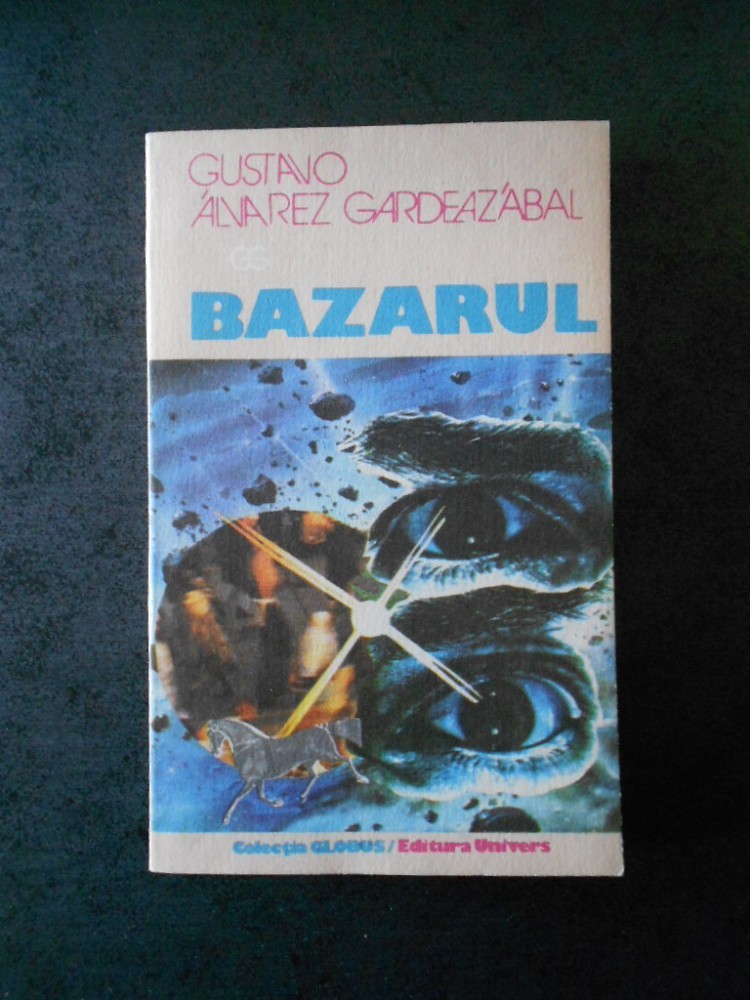 GUSTAVO
ÁLVAREZ GARDEAZÁBAL
BAZARUL
Colecția GLOBUS / Editura Univers